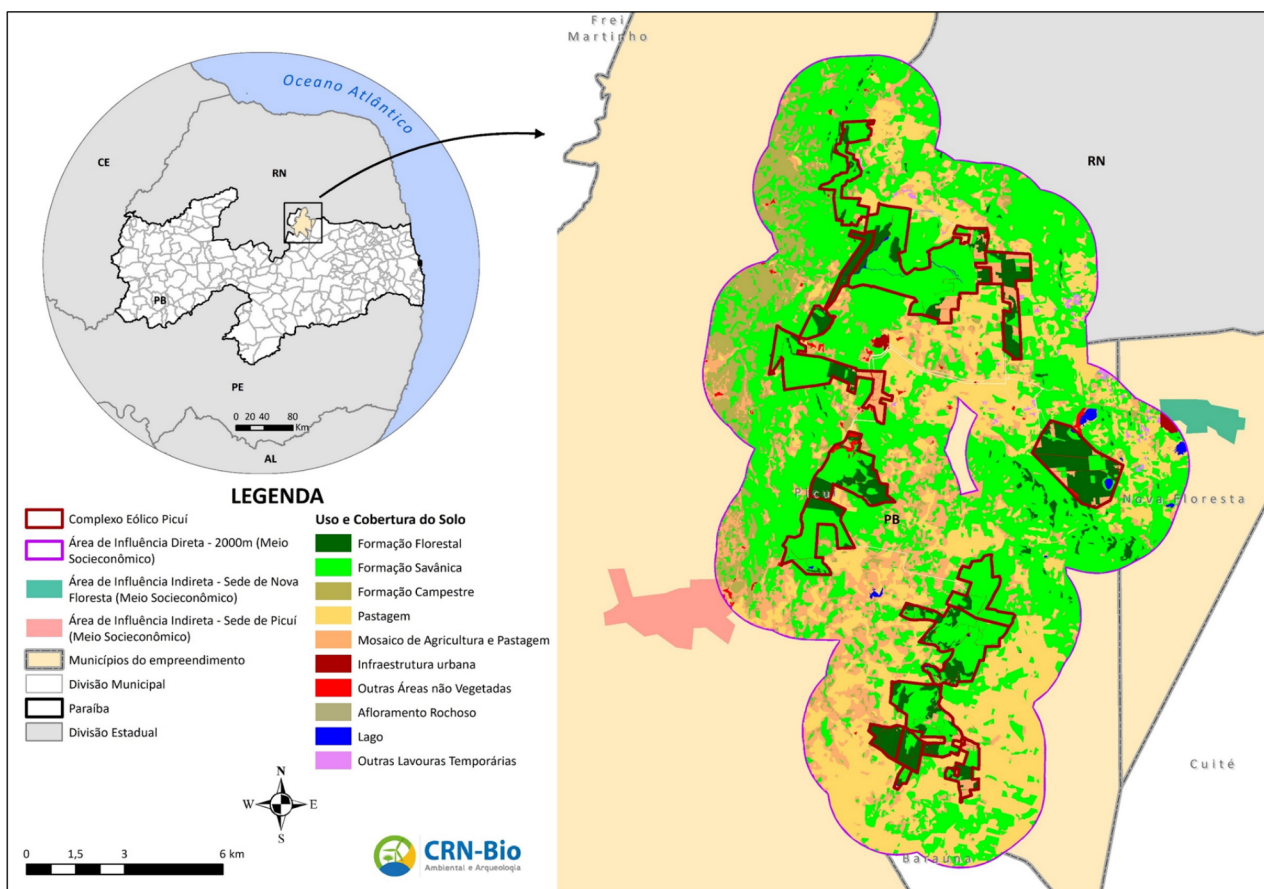 Oceano Atlântico
CE
RN
PB
PE
AL
0 20 40 80
Km
LEGENDA
Complexo Eólico Picuí
Área de Influência Direta - 2000m (Meio
Socieconômico)
Área de Influência Indireta - Sede de Nova
Floresta (Meio Socieconômico)
Área de Influência Indireta - Sede de Picuí
(Meio Socieconômico)
Municípios do empreendimento
Divisão Municipal
Paraíba
Divisão Estadual
Uso e Cobertura do Solo
Formação Florestal
Formação Savânica
Formação Campestre
Pastagem
Mosaico de Agricultura e Pastagem
Infraestrutura urbana
Outras Áreas não Vegetadas
Afloramento Rochoso
Lago
Outras Lavouras Temporárias
N
W E
S
0 1,5 3 6 km
CRN-Bio
Ambiental e Arqueologia
Frei
Martinho
RN
Picuí
PB
Nova Floresta
Cuité
Baraúna